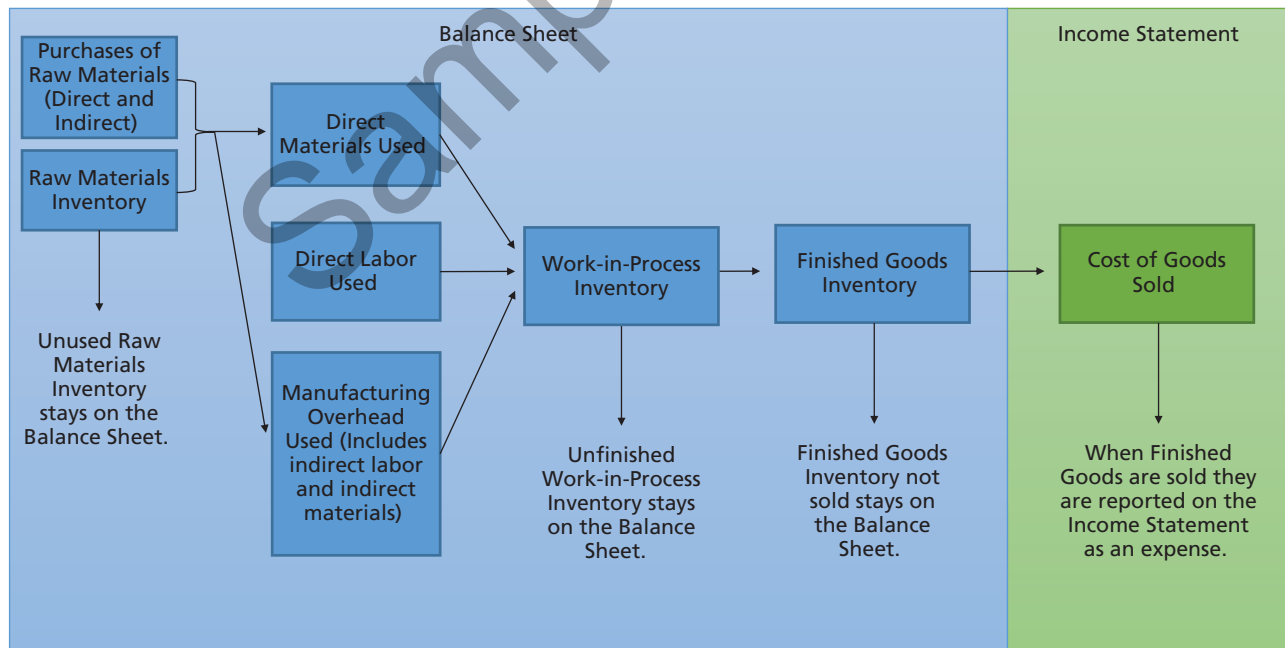 Balance Sheet
Income Statement
Purchases of
Raw Materials
(Direct and
Indirect)
Raw Materials
Inventory
Unused Raw
Materials
Inventory
stays on the
Balance Sheet.
Direct
Materials Used
Direct Labor
Used
Manufacturing
Overhead
Used (Includes
indirect labor
and indirect
materials)
Work-in-Process
Inventory
Unfinished
Work-in-Process
Inventory stays
on the Balance
Sheet.
Finished Goods
Inventory
Finished Goods
Inventory not
sold stays on
the Balance
Sheet.
Cost of Goods
Sold
When Finished
Goods are sold they
are reported on the
Income Statement
as an expense.
Samp